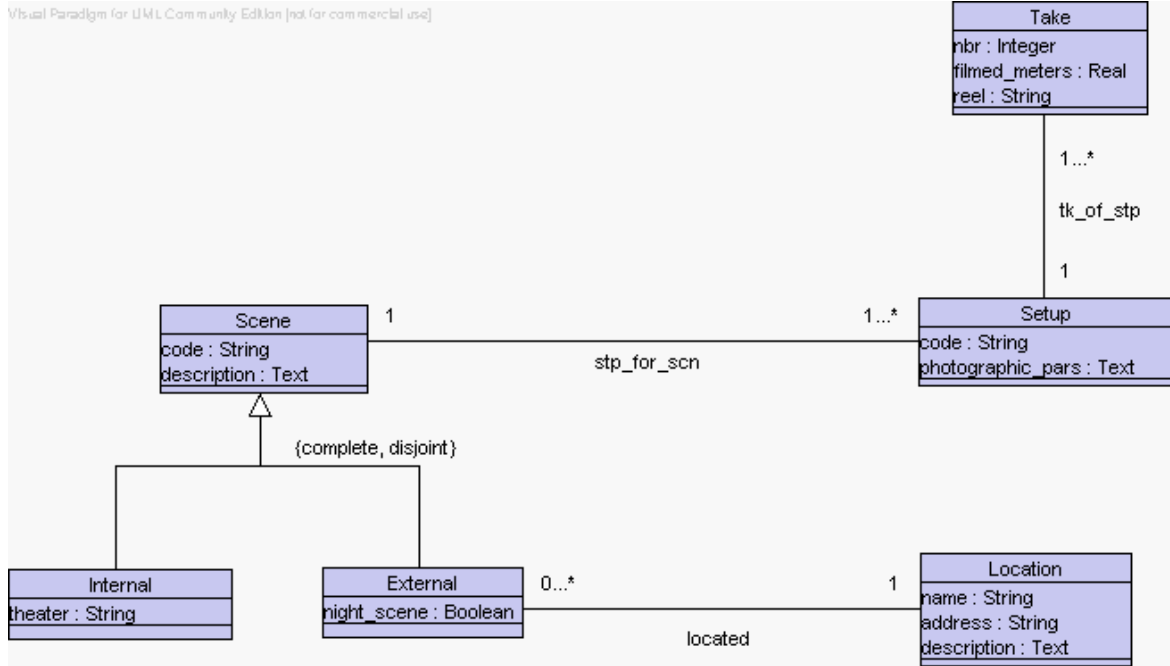 Visual Paradigm for UML Community Edition [not for commercial use]
Take
nbr : Integer
filmed_meters : Real
reel : String
1...*
tk_of_stp
1
Scene
code : String
description : Text
1
1...*
stp_for_scn
Setup
code : String
photographic_pars : Text
{complete, disjoint}
Internal
theater : String
External
night_scene : Boolean
0...*
1
located
Location
name : String
address : String
description : Text